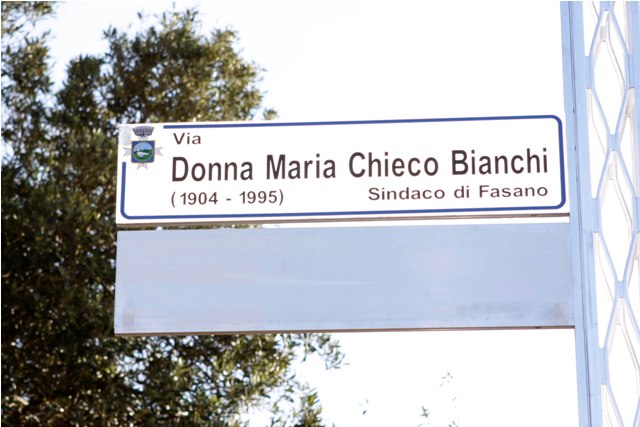 Via
Donna Maria Chieco Bianchi
(1904 - 1995) Sindaco di Fasano